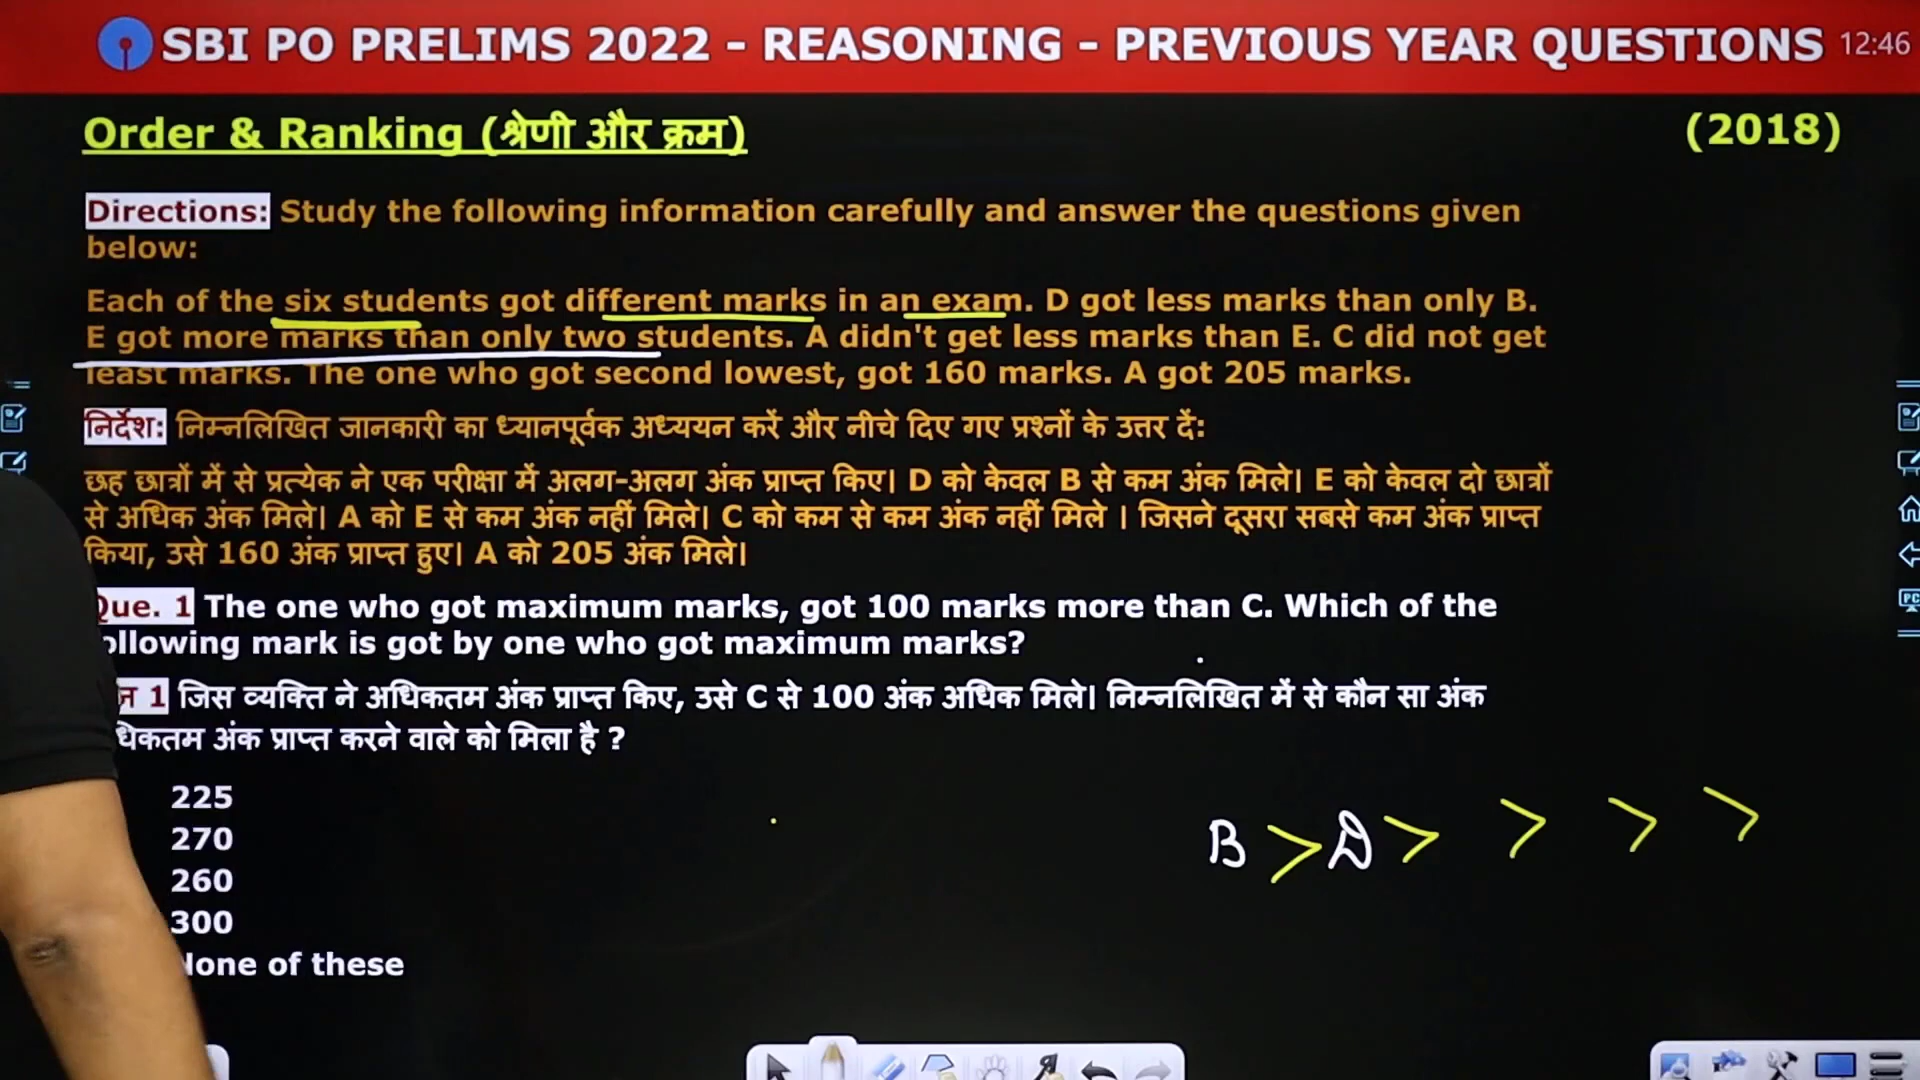 SBI PO PRELIMS 2022 - REASONING - PREVIOUS YEAR QUESTIONS 12:46
Order & Ranking (श्रेणी और क्रम) (2018)
Directions: Study the following information carefully and answer the questions given
below:
Each of the six students got different marks in an exam. D got less marks than only B.
E got more marks than only two students. A didn't get less marks than E. C did not get
least marks. The one who got second lowest, got 160 marks. A got 205 marks.
निर्देश: निम्नलिखित जानकारी का ध्यानपूर्वक अध्ययन करें और नीचे दिए गए प्रश्नों के उत्तर दें:
छह छात्रों में से प्रत्येक ने एक परीक्षा में अलग-अलग अंक प्राप्त किए। D को केवल B से कम अंक मिले। E को केवल दो छात्रों
से अधिक अंक मिले। A को E से कम अंक नहीं मिले। C को कम से कम अंक नहीं मिले । जिसने दूसरा सबसे कम अंक प्राप्त
किया, उसे 160 अंक प्राप्त हुए। A को 205 अंक मिले।
Que. 1 The one who got maximum marks, got 100 marks more than C. Which of the
ollowing mark is got by one who got maximum marks?
1 जिस व्यक्ति ने अधिकतम अंक प्राप्त किए, उसे C से 100 अंक अधिक मिले। निम्नलिखित में से कौन सा अंक
धिकतम अंक प्राप्त करने वाले को मिला है ?
225
270
260
300
None of these
B > D > > > >